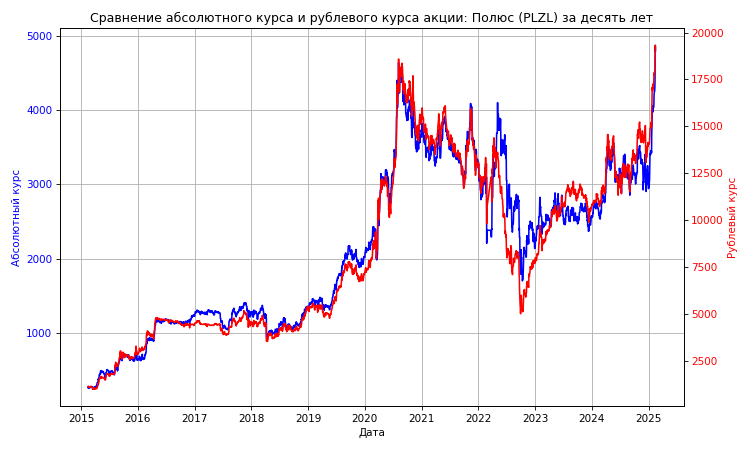 Сравнение абсолютного курса и рублевого курса акции: Полюс (PLZL) за десять лет
5000
4000
3000
2000
1000
Абсолютный курс
20000
17500
15000
12500
10000
7500
5000
2500
Рублевый курс
2015 2016 2017 2018 2019 2020 2021 2022 2023 2024 2025
Дата